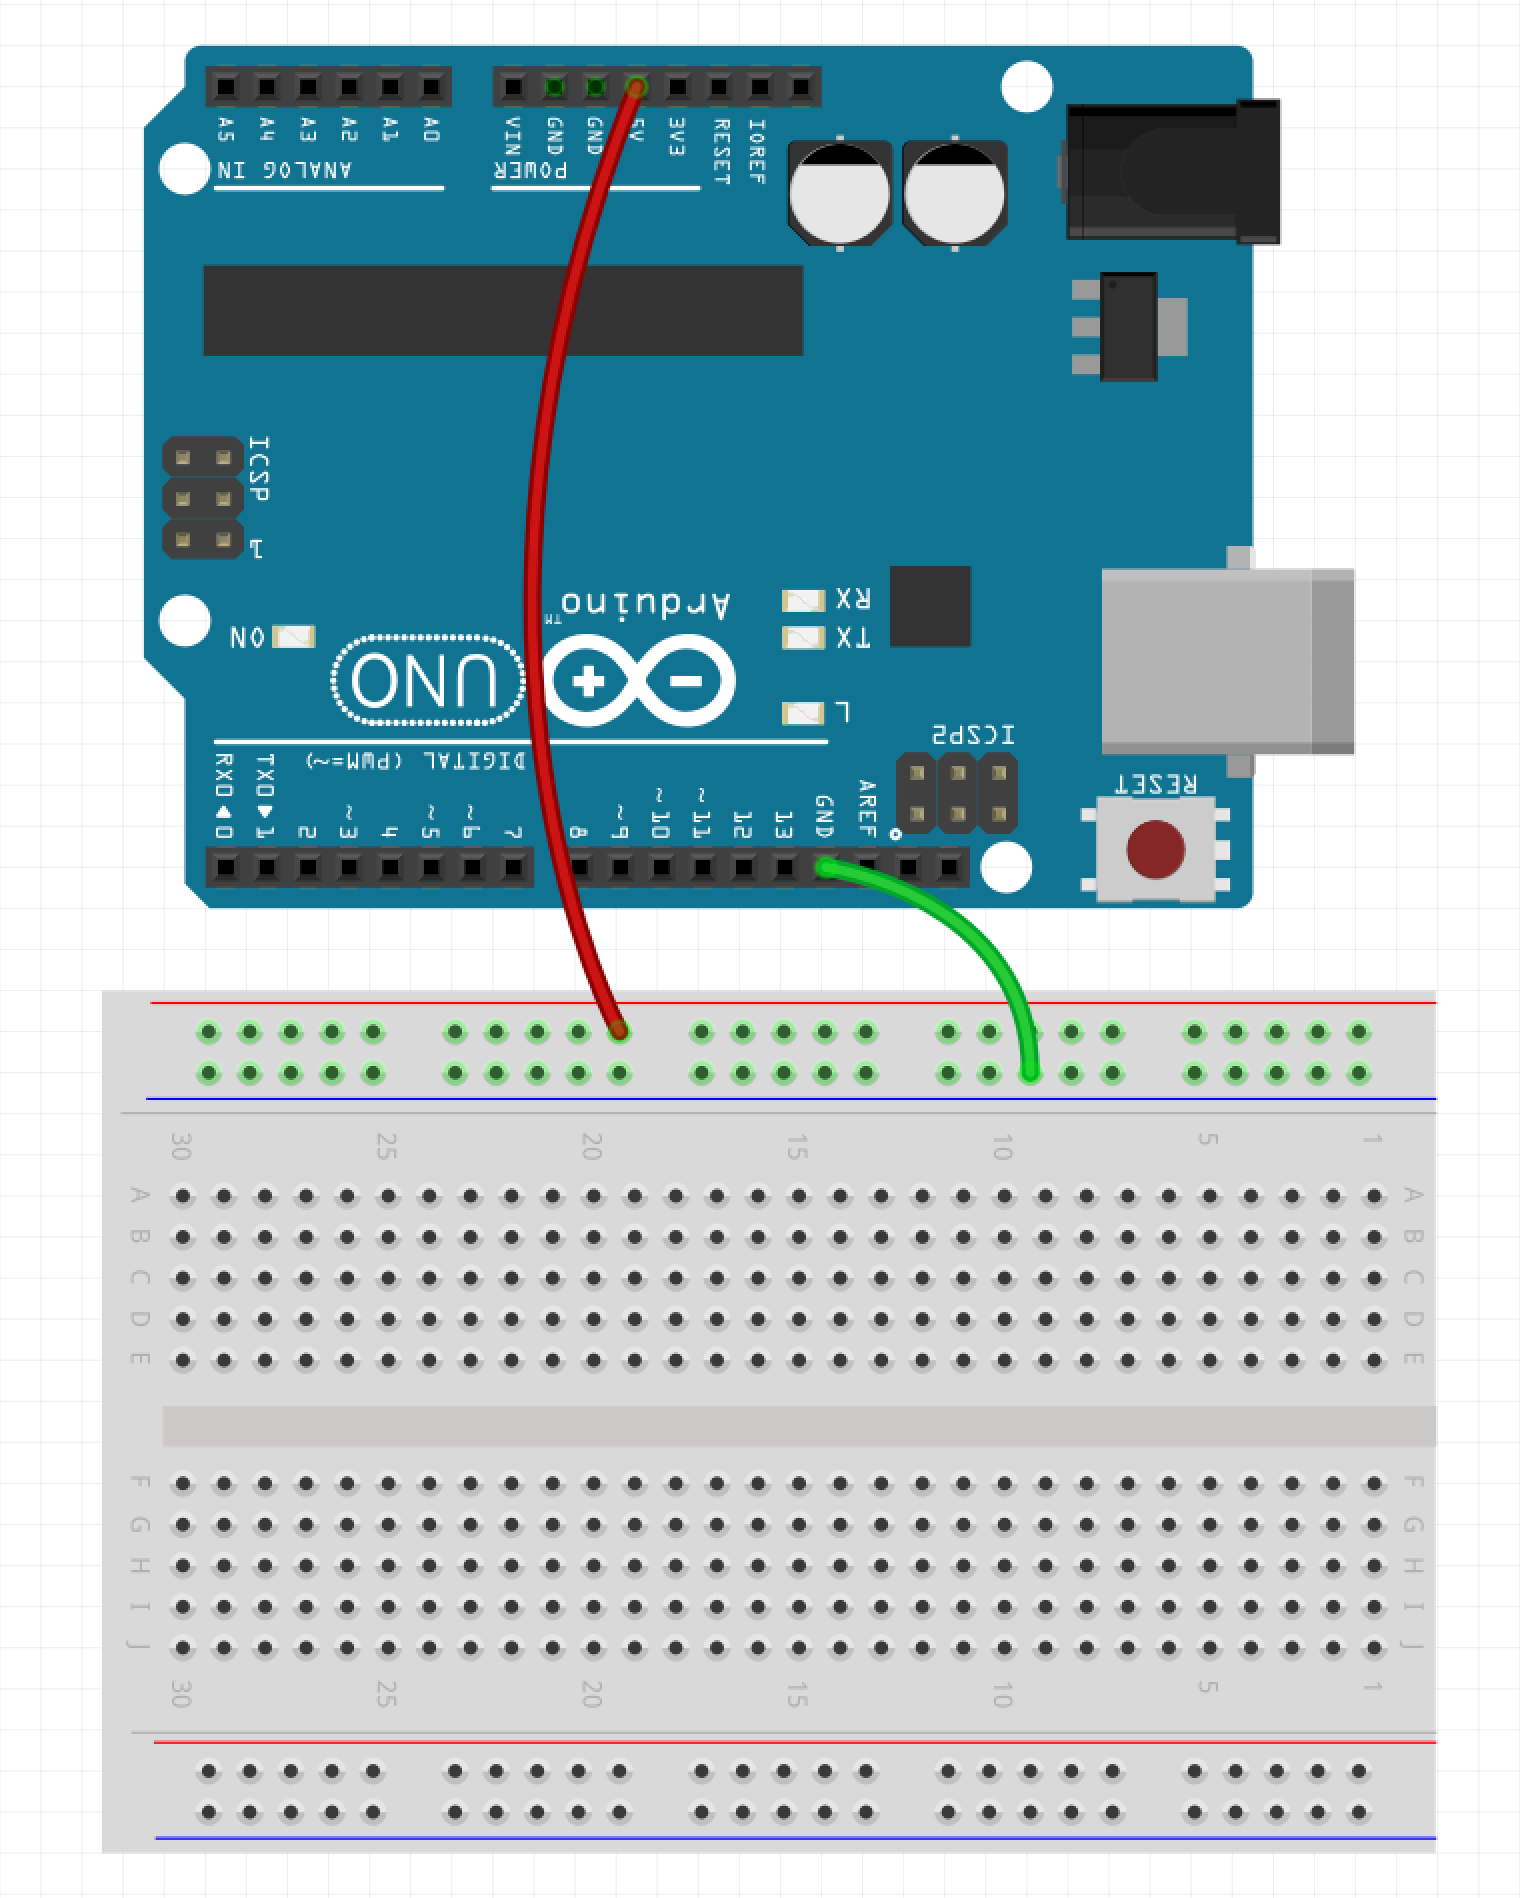 A5 A4 A3 A2 A1 A0 VIN GND GND 5V 3V3 RESET IOREF
ANALOG IN POWER
ICSP
1
Arduino
TM
RX
ON
TX
UNO
L
ICSP2
DIGITAL (PWM=~)
RESET
RX0◀0 TX0▶1 2 ~3 4 ~5 ~6 7 8 ~9 ~10 ~11 12 13 GND AREF
30 25 20 15 10 5 1
A A
B B
C C
D D
E E
F F
G G
H H
I I
J J
30 25 20 15 10 5 1